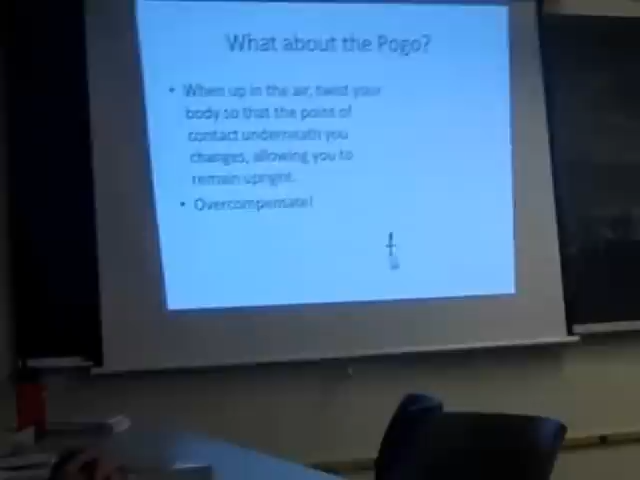 What about the Pogo?
• When up in the air, twist your
body so that the point of
contact underneath you
changes, allowing you to
remain upright.
• Overcompensate!